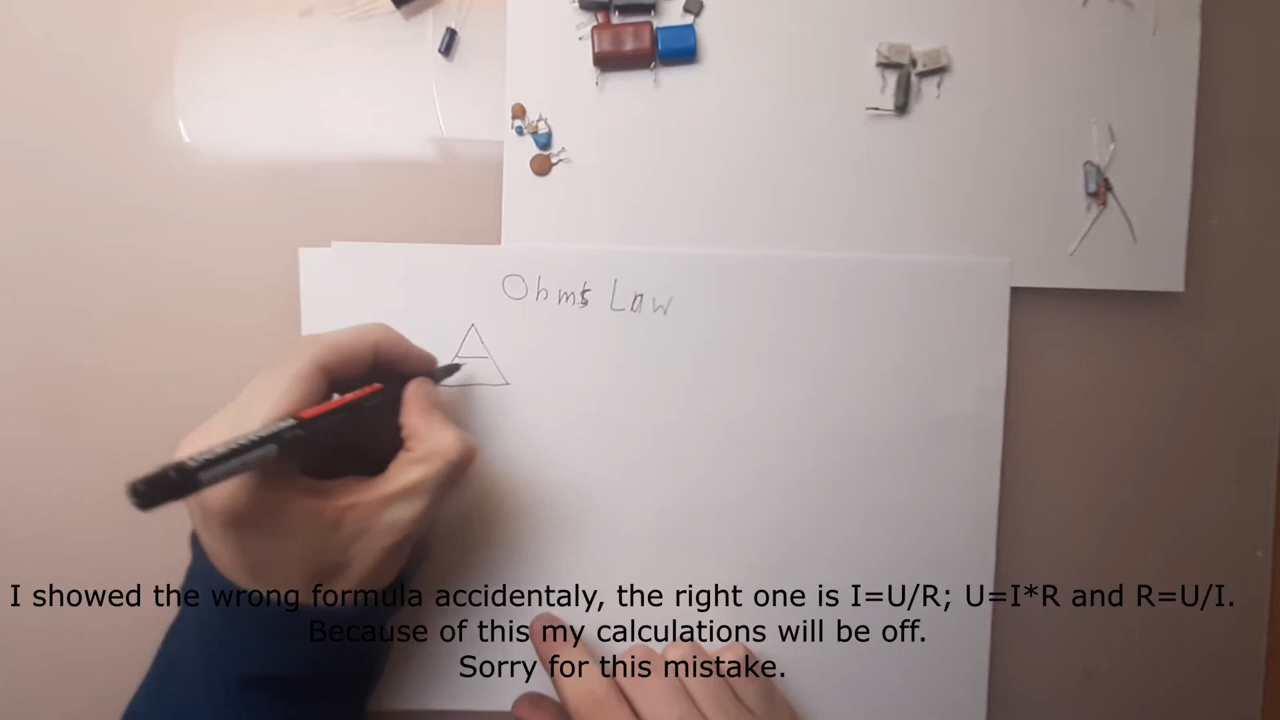 Ohms Law
I showed the wrong formula accidentaly, the right one is I=U/R; U=I*R and R=U/I.
Because of this my calculations will be off.
Sorry for this mistake.